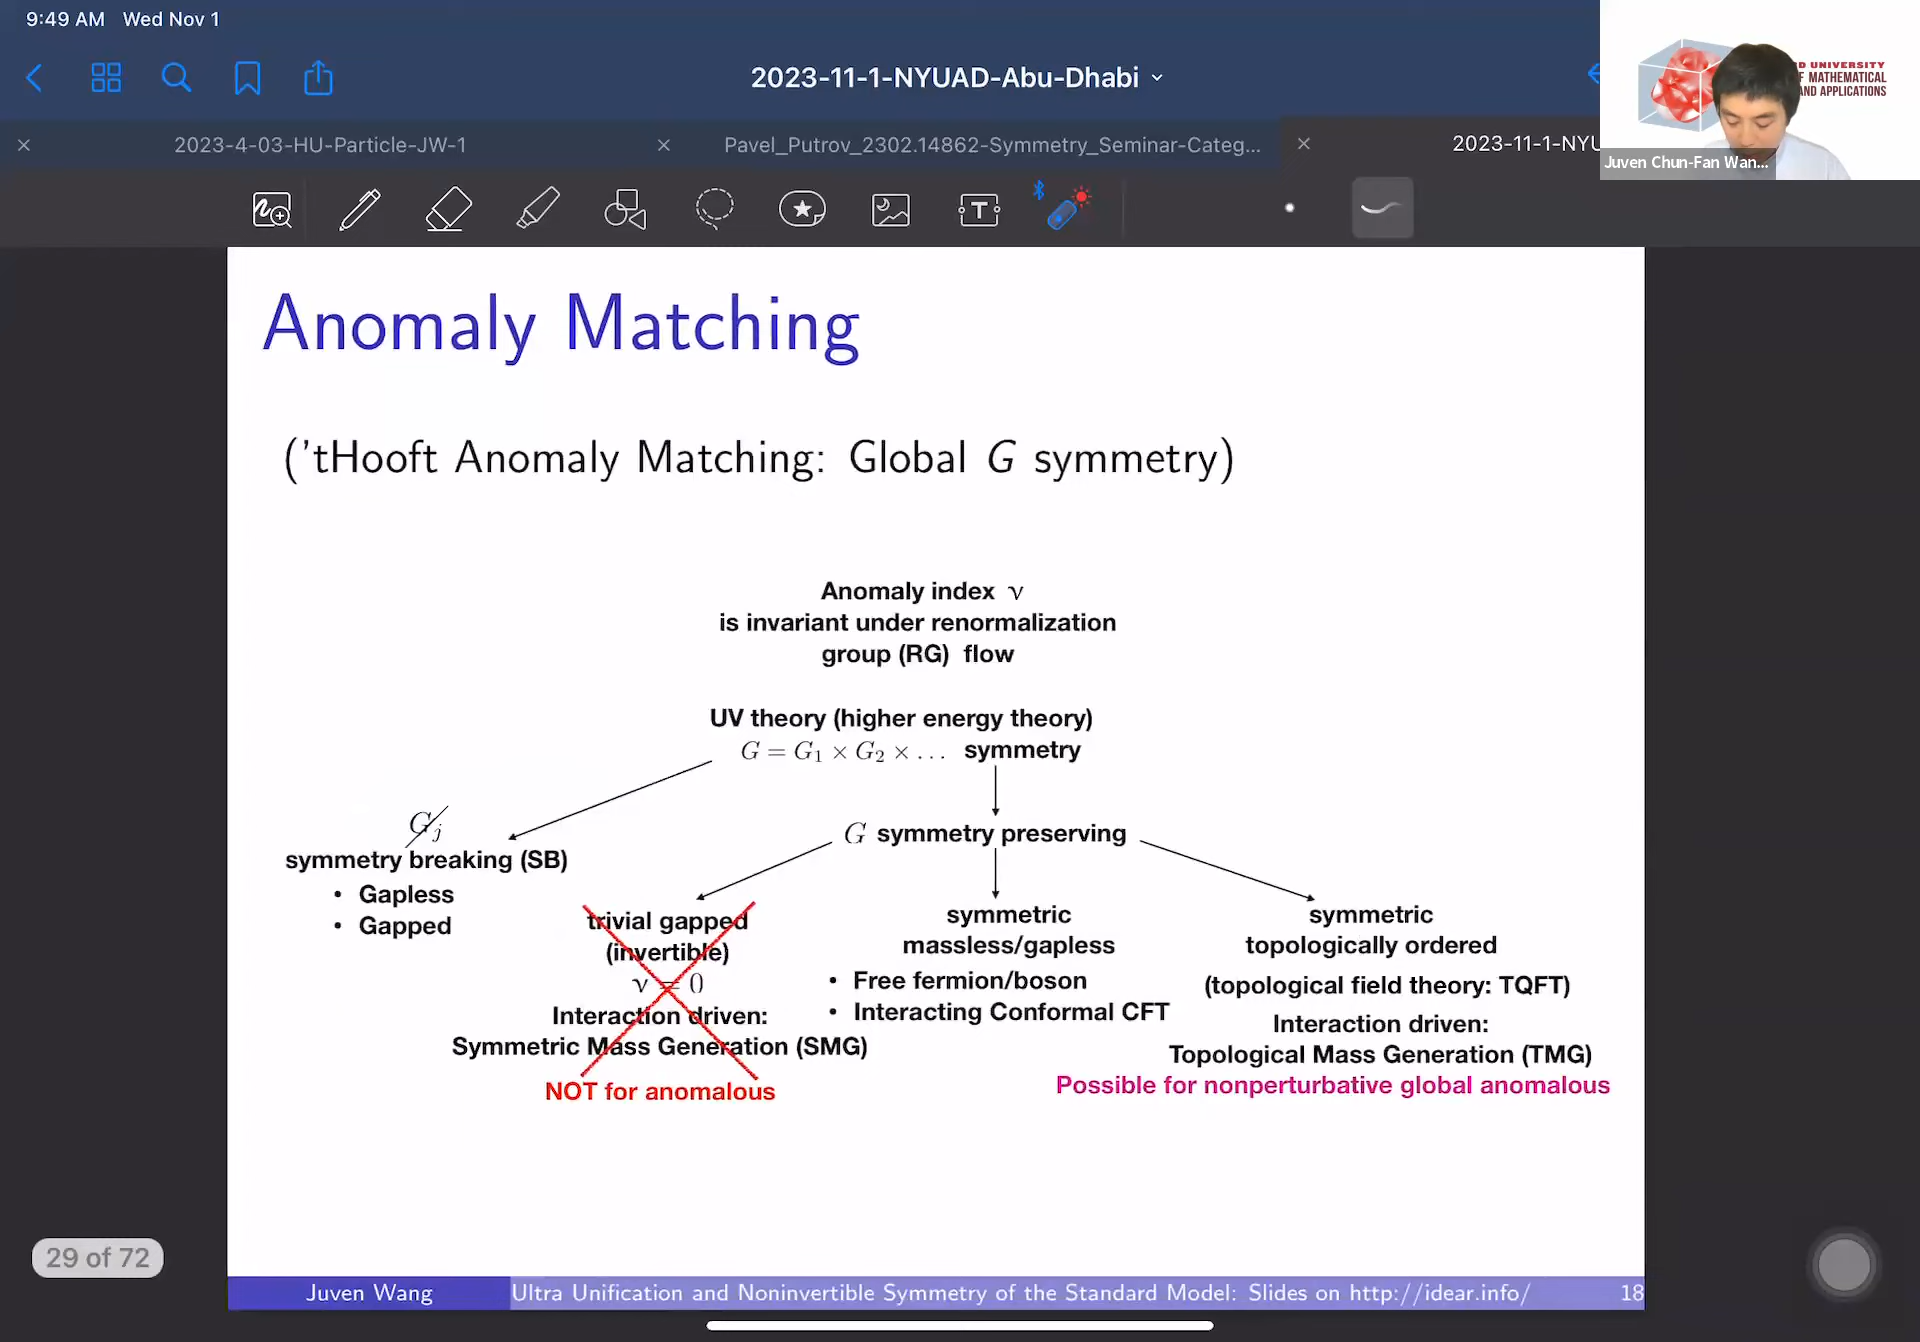 9:49 AM Wed Nov 1
2023-11-1-NYUAD-Abu-Dhabi
D UNIVERSITY
F MATHEMATICAL
AND APPLICATIONS
Juven Chun-Fan Wan...
2023-4-03-HU-Particle-JW-1
Pavel_Putrov_2302.14862-Symmetry_Seminar-Categ...
2023-11-1-NYU
Anomaly Matching
('tHooft Anomaly Matching: Global G symmetry)
Anomaly index ν
is invariant under renormalization
group (RG) flow
UV theory (higher energy theory)
G = G₁ × G₂ × ... symmetry
G_j
symmetry breaking (SB)
• Gapless
• Gapped
G symmetry preserving
trivial gapped
(invertible)
ν = 0
Interaction driven:
Symmetric Mass Generation (SMG)
NOT for anomalous
symmetric
massless/gapless
• Free fermion/boson
• Interacting Conformal CFT
symmetric
topologically ordered
(topological field theory: TQFT)
Interaction driven:
Topological Mass Generation (TMG)
Possible for nonperturbative global anomalous
29 of 72
Juven Wang
Ultra Unification and Noninvertible Symmetry of the Standard Model: Slides on http://idear.info/
18